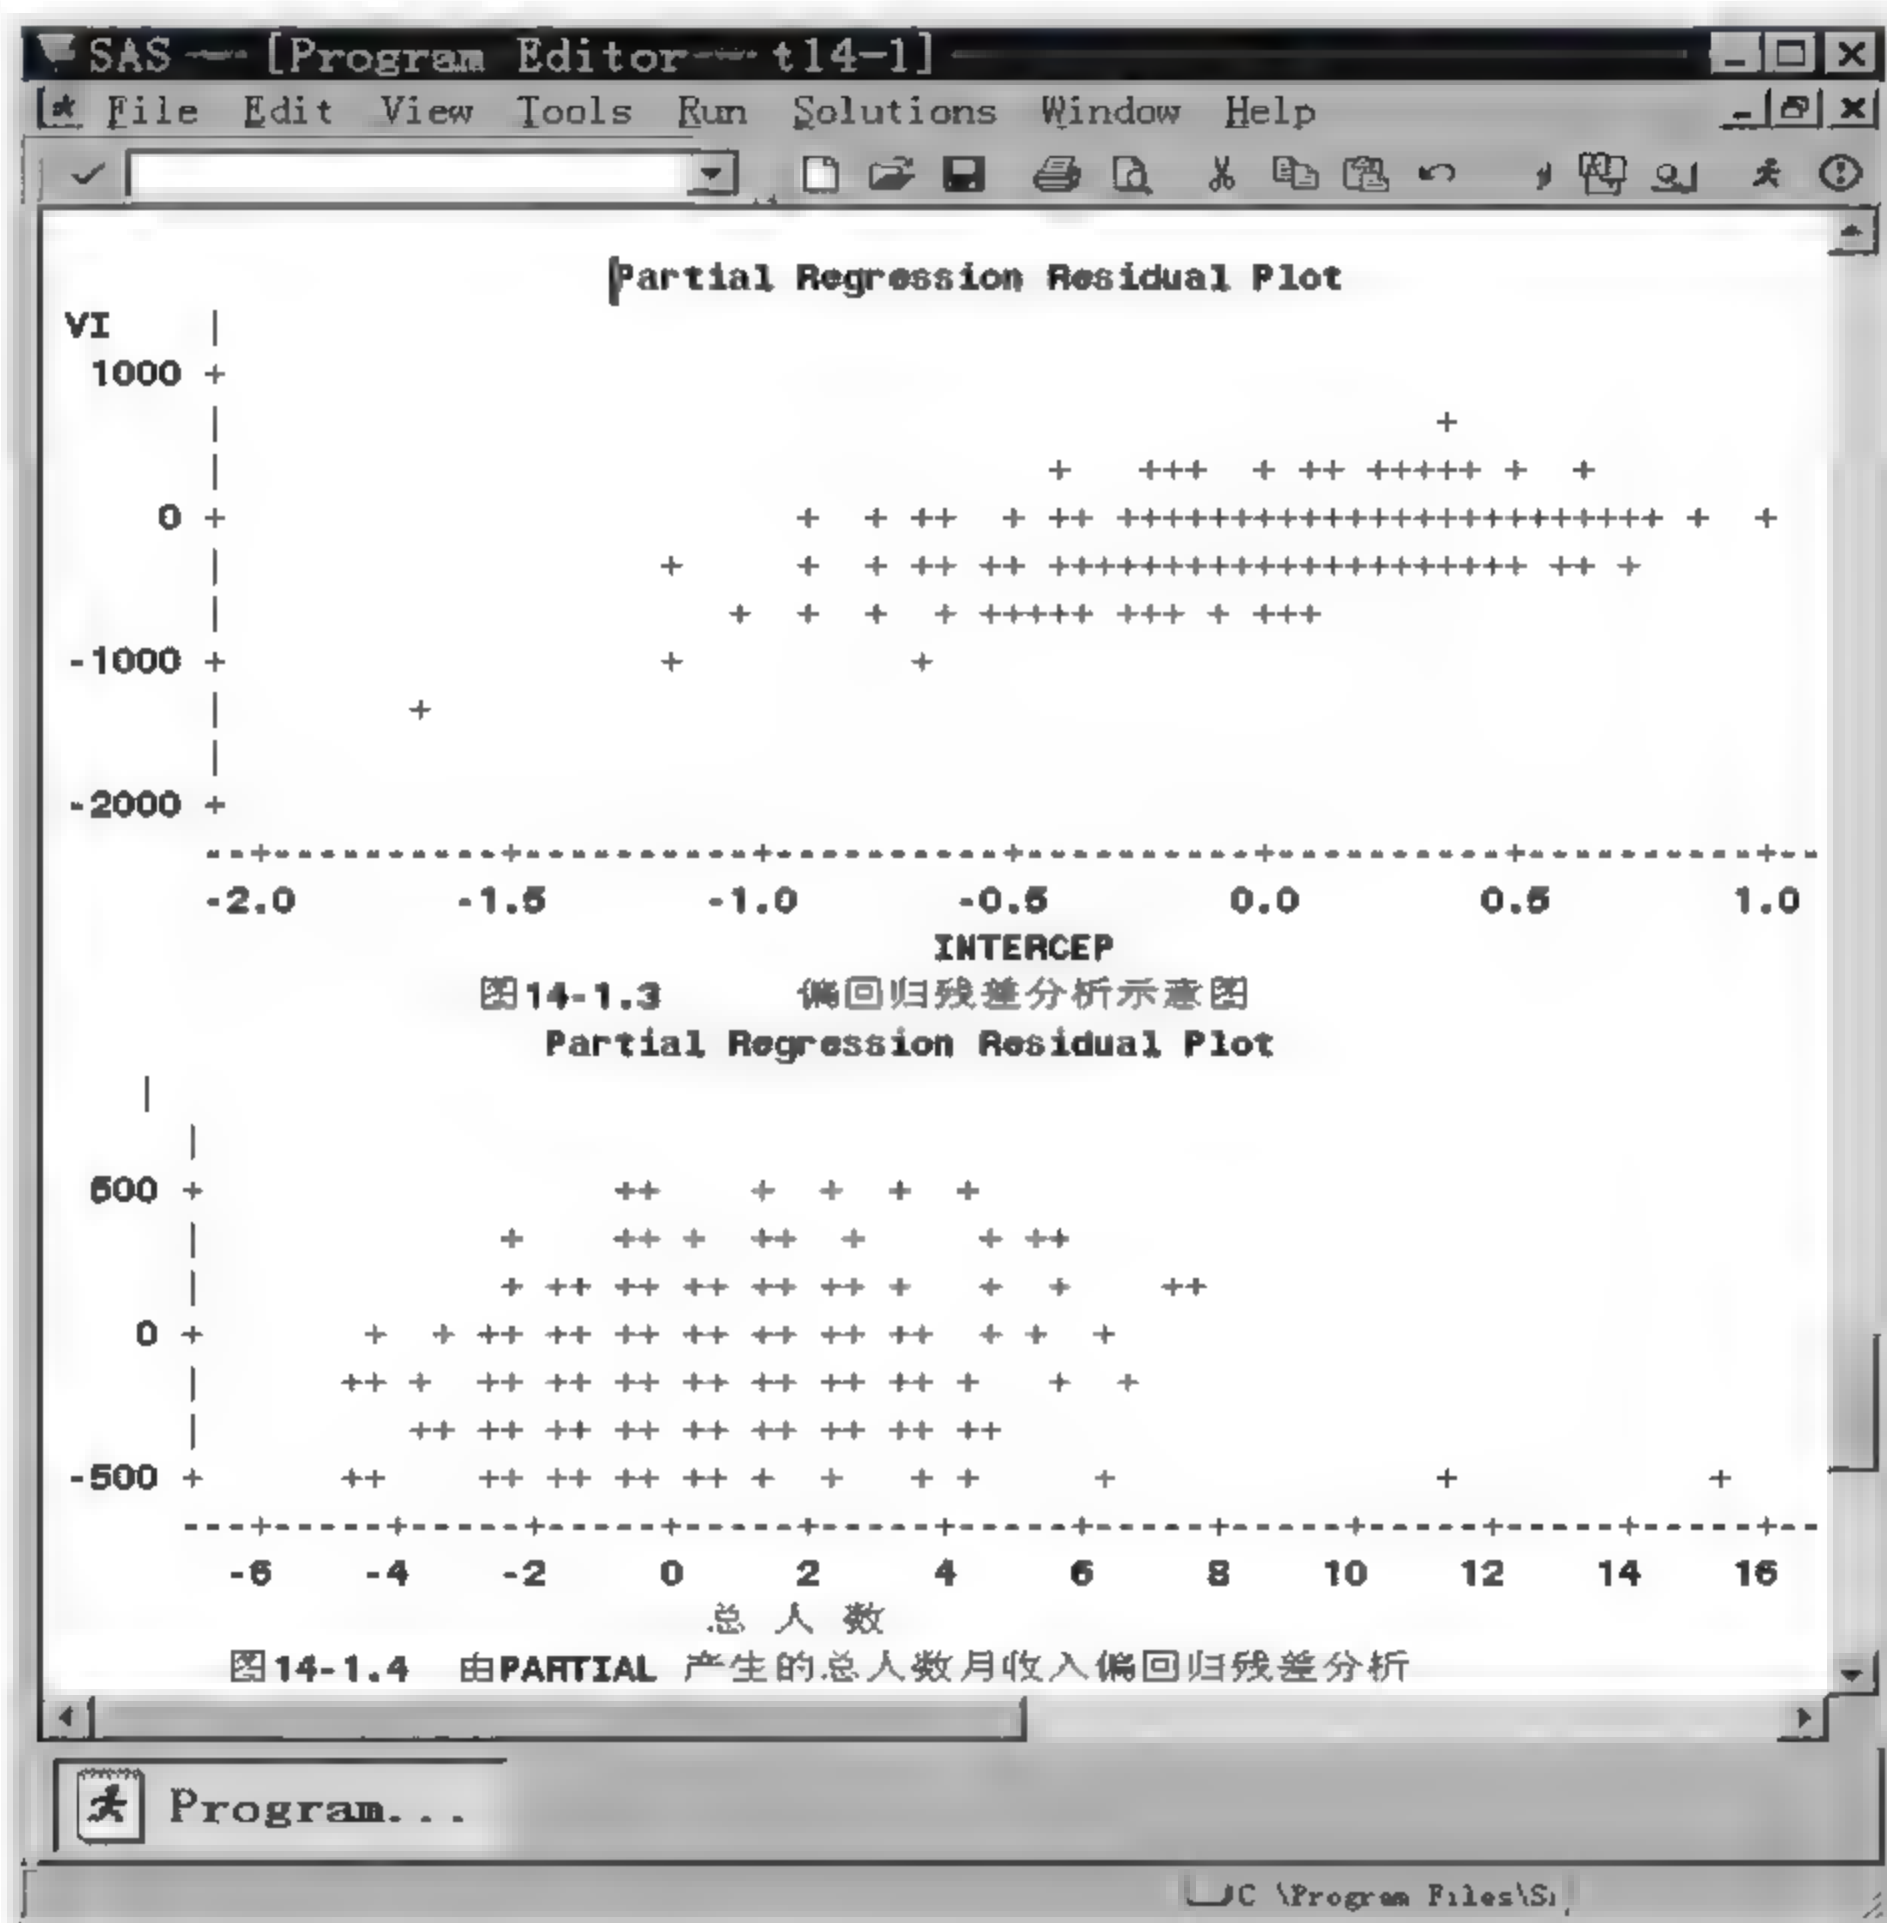 SAS — [Program Editor — t14-1]
File Edit View Tools Run Solutions Window Help
Partial Regression Residual Plot
VI
1000
0
-1000
-2000
-2.0 -1.5 -1.0 -0.5 0.0 0.5 1.0
INTERCEP
图14-1.3 偏回归残差分析示意图
Partial Regression Residual Plot
500
0
-500
-6 -4 -2 0 2 4 6 8 10 12 14 16
总 人 数
图14-1.4 由PARTIAL 产生的总人数月收入偏回归残差分析
Program...
C \Program Files\S